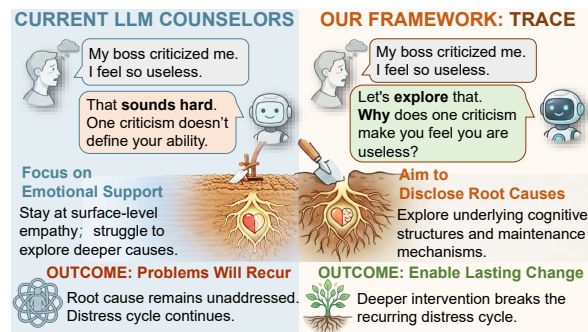 CURRENT LLM COUNSELORS
My boss criticized me.
I feel so useless.
That sounds hard.
One criticism doesn't
define your ability.
Focus on
Emotional Support
Stay at surface-level
empathy; struggle to
explore deeper causes.
OUTCOME: Problems Will Recur
Root cause remains unaddressed.
Distress cycle continues.
OUR FRAMEWORK: TRACE
My boss criticized me.
I feel so useless.
Let's explore that.
Why does one criticism
make you feel you are
useless?
Aim to
Disclose Root Causes
Explore underlying cognitive
structures and maintenance
mechanisms.
OUTCOME: Enable Lasting Change
Deeper intervention breaks the
recurring distress cycle.